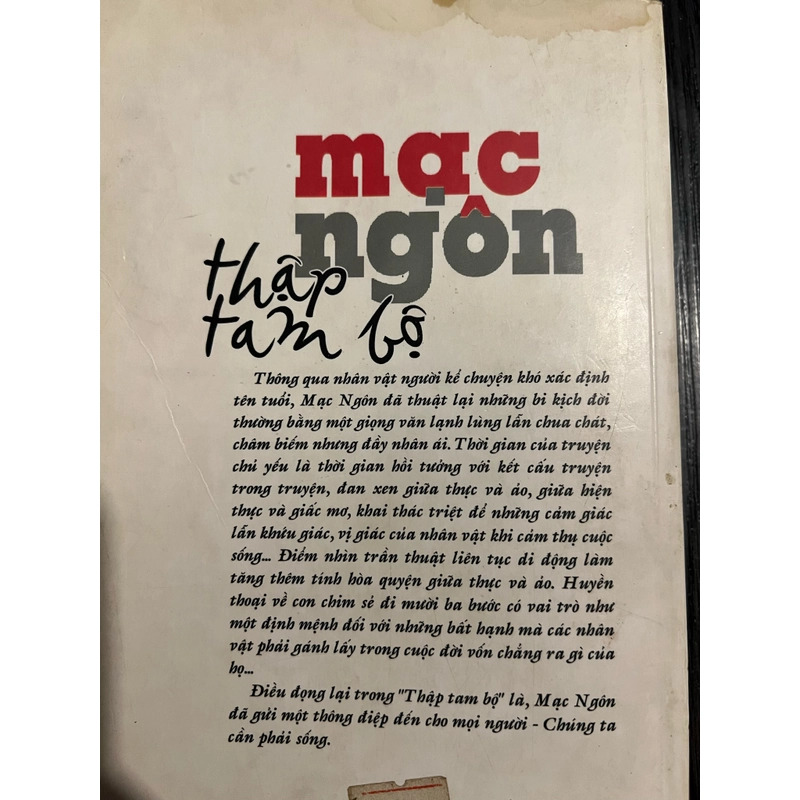 mạc
ngôn
thập
tam bộ
Thông qua nhân vật người kể chuyện khó xác định
tên tuổi, Mạc Ngôn đã thuật lại những bi kịch đời
thường bằng một giọng văn lạnh lùng lẫn chua chát,
châm biếm nhưng đầy nhân ái. Thời gian của truyện
chủ yếu là thời gian hồi tưởng với kết cấu truyện
trong truyện, đan xen giữa thực và ảo, giữa hiện
thực và giấc mơ, khai thác triệt để những cảm giác
lẫn khứu giác, vị giác của nhân vật khi cảm thụ cuộc
sống... Điểm nhìn trần thuật liên tục di động làm
tăng thêm tính hòa quyện giữa thực và ảo. Huyền
thoại về con chim sẻ đi mười ba bước có vai trò như
một định mệnh đối với những bất hạnh mà các nhân
vật phải gánh lấy trong cuộc đời vốn chẳng ra gì của
họ...
Điều đọng lại trong "Thập tam bộ" là, Mạc Ngôn
đã gửi một thông điệp đến cho mọi người - Chúng ta
cần phải sống.